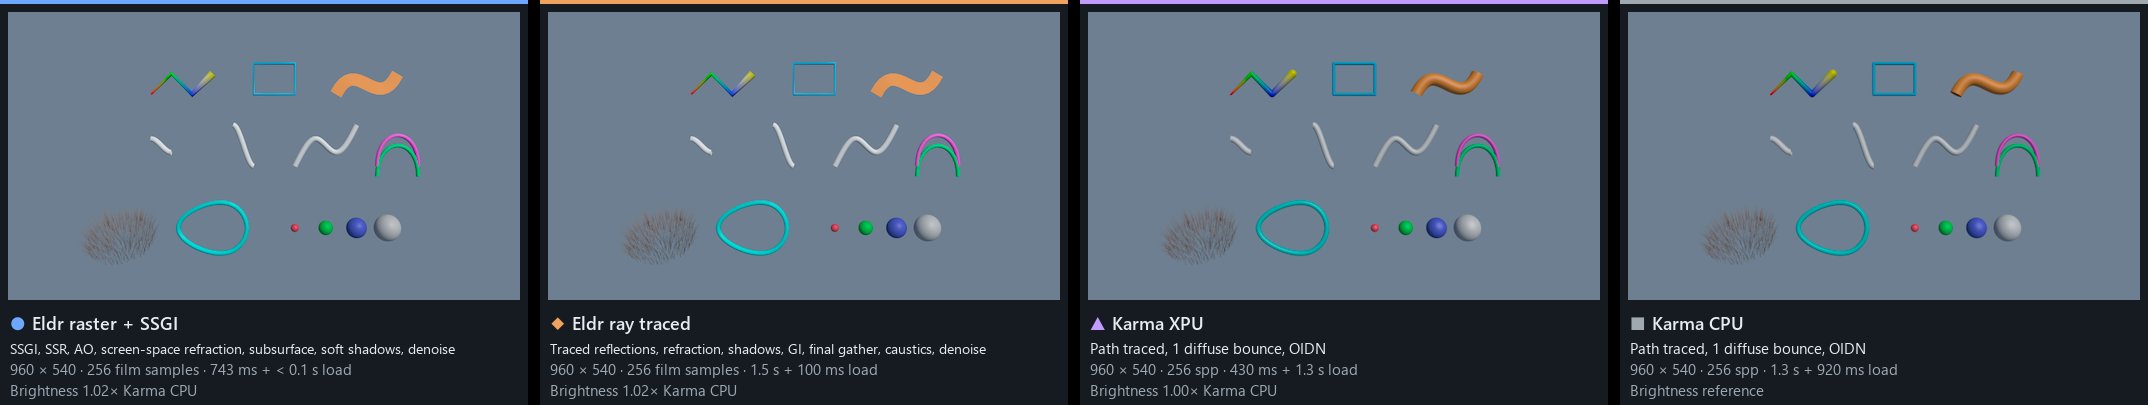 Eldr raster + SSGI
SSGI, SSR, AO, screen-space refraction, subsurface, soft shadows, denoise
960 × 540 · 256 film samples · 743 ms + < 0.1 s load
Brightness 1.02× Karma CPU
Eldr ray traced
Traced reflections, refraction, shadows, GI, final gather, caustics, denoise
960 × 540 · 256 film samples · 1.5 s + 100 ms load
Brightness 1.02× Karma CPU
Karma XPU
Path traced, 1 diffuse bounce, OIDN
960 × 540 · 256 spp · 430 ms + 1.3 s load
Brightness 1.00× Karma CPU
Karma CPU
Path traced, 1 diffuse bounce, OIDN
960 × 540 · 256 spp · 1.3 s + 920 ms load
Brightness reference